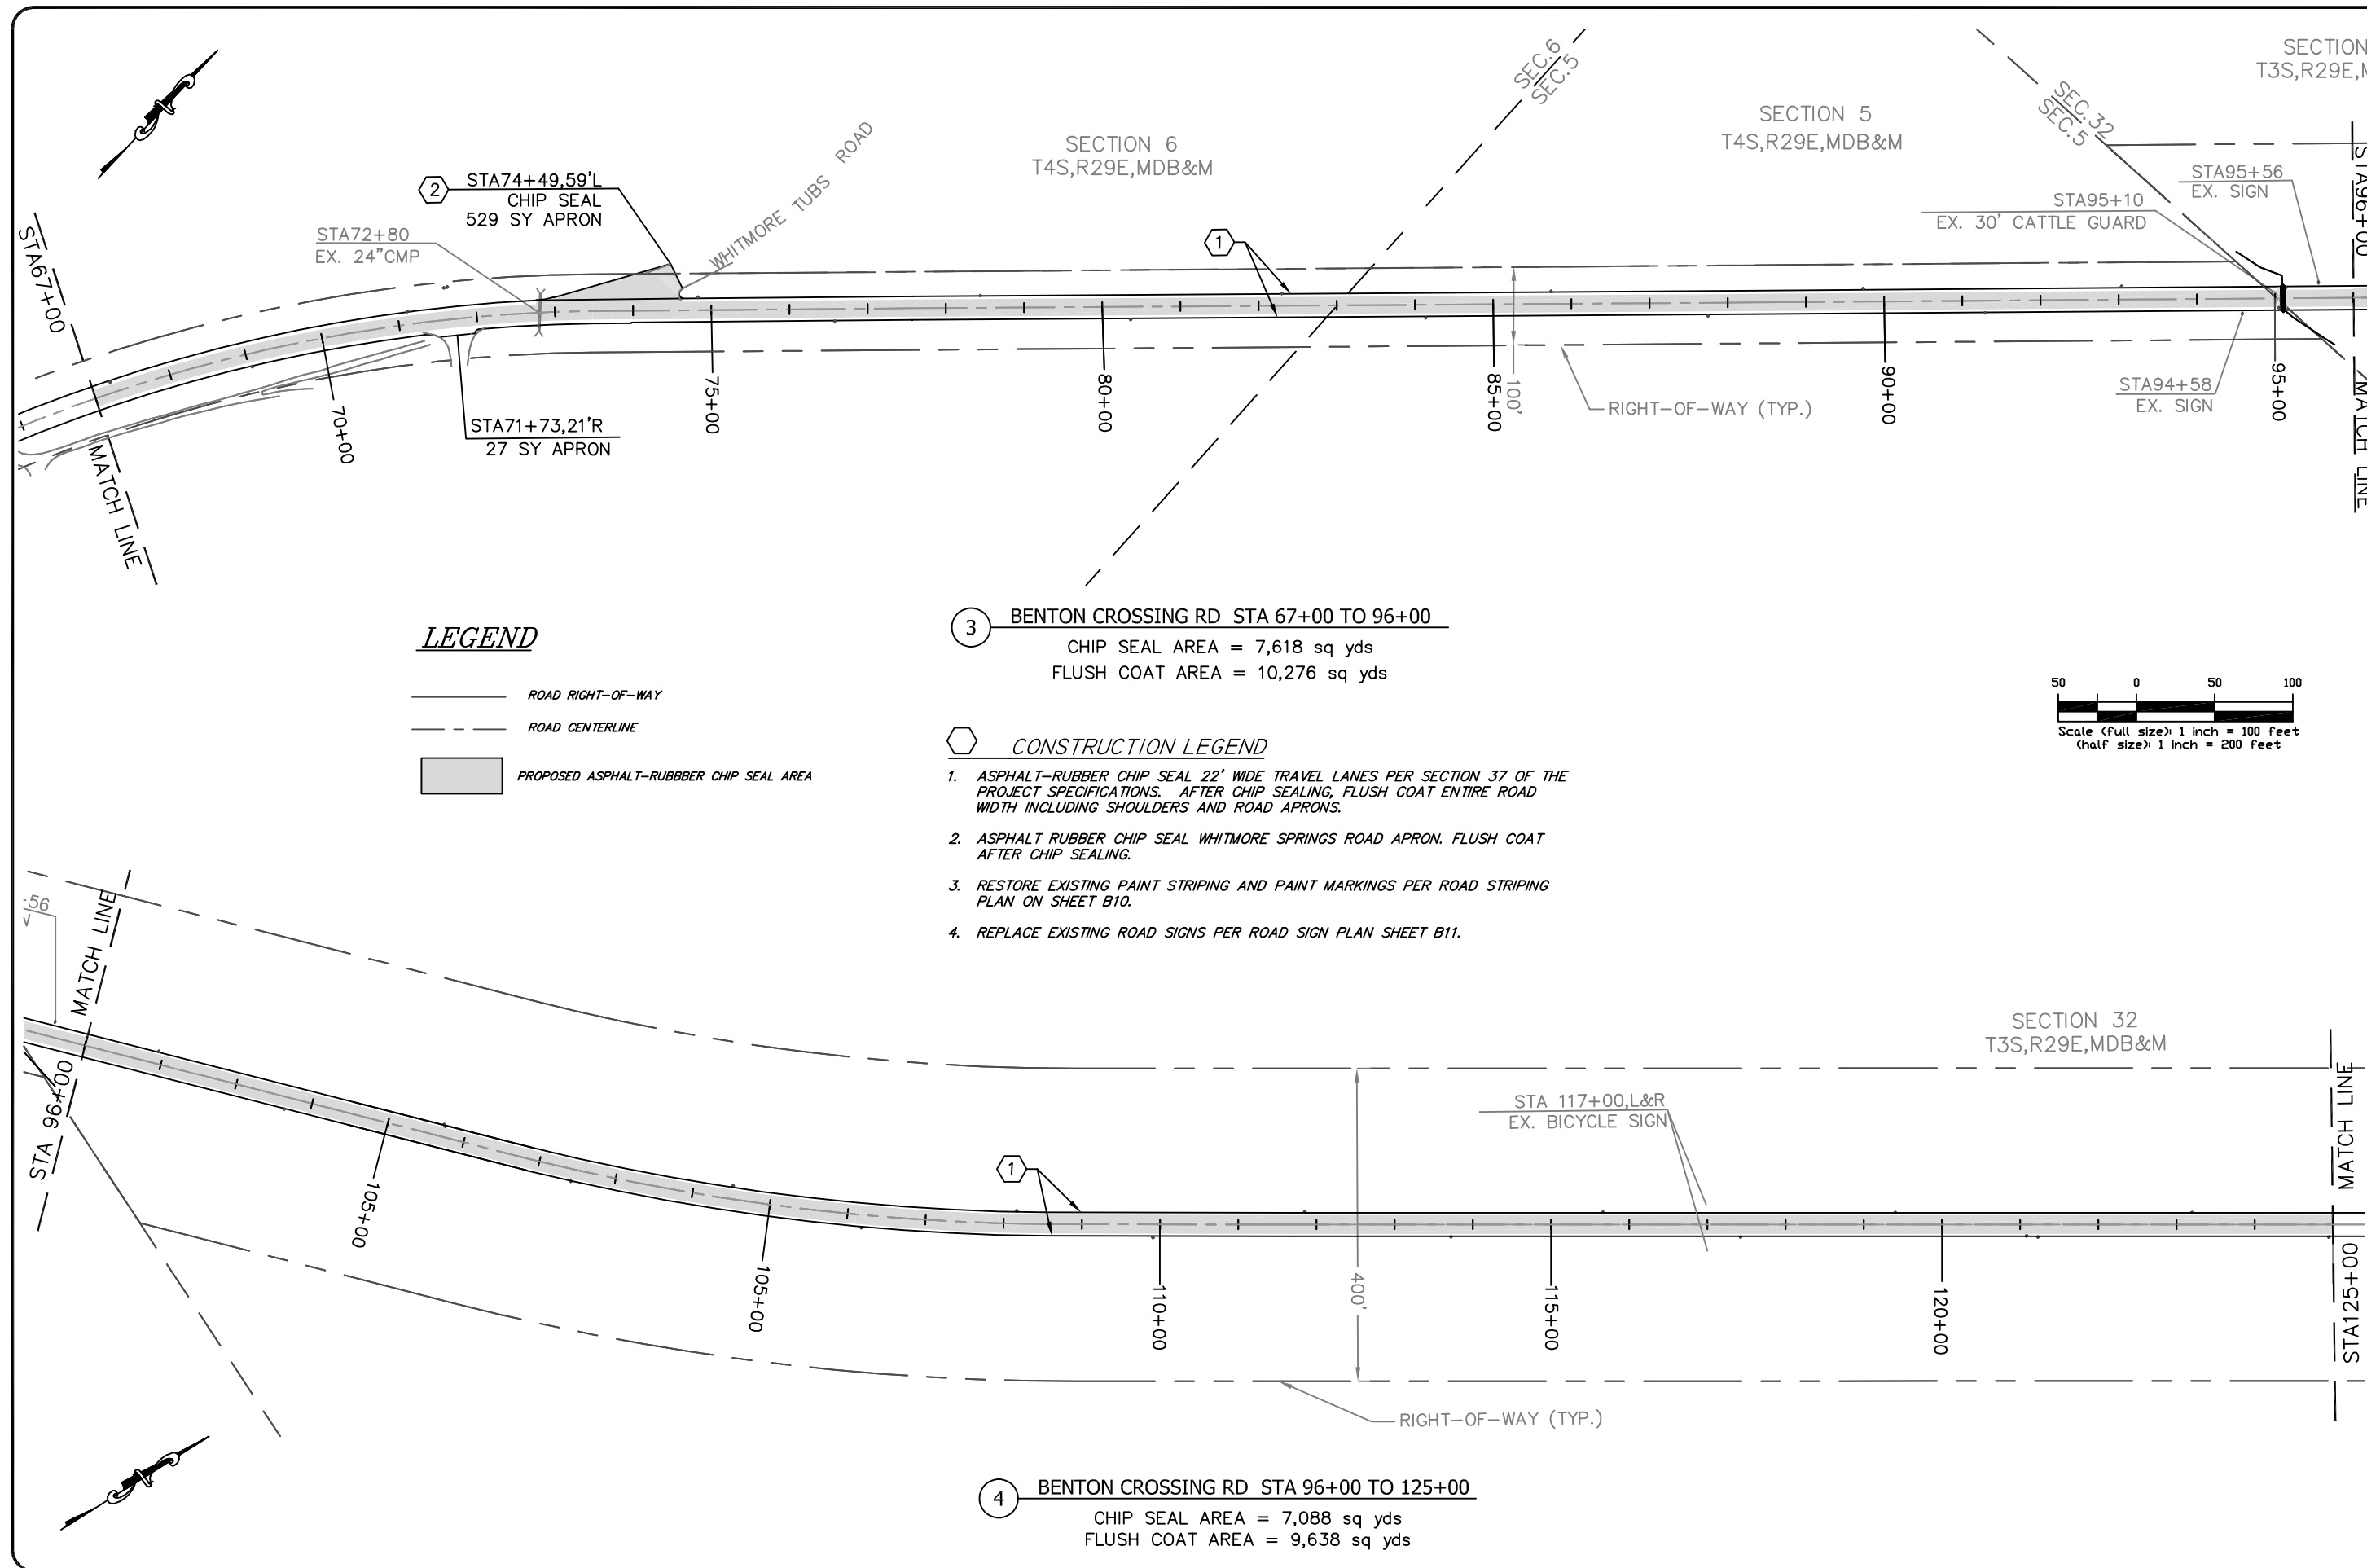 SEC.6
SEC.5
SECTION 6
T4S,R29E,MDB&M
SECTION 5
T4S,R29E,MDB&M
SEC.32
SEC.5
SECTION
T3S,R29E,
STA67+00
MATCH LINE
STA72+80
EX. 24"CMP
2
STA74+49,59'L
CHIP SEAL
529 SY APRON
WHITMORE TUBS ROAD
1
STA95+10
EX. 30' CATTLE GUARD
STA95+56
EX. SIGN
STA96+00
MATCH LINE
70+00
STA71+73,21'R
27 SY APRON
75+00
80+00
85+00
100'
RIGHT-OF-WAY (TYP.)
90+00
STA94+58
EX. SIGN
95+00
3
BENTON CROSSING RD STA 67+00 TO 96+00
CHIP SEAL AREA = 7,618 sq yds
FLUSH COAT AREA = 10,276 sq yds
LEGEND
ROAD RIGHT-OF-WAY
ROAD CENTERLINE
PROPOSED ASPHALT-RUBBBER CHIP SEAL AREA
50 0 50 100
Scale (full size): 1 inch = 100 feet
(half size): 1 inch = 200 feet
CONSTRUCTION LEGEND
1. ASPHALT-RUBBER CHIP SEAL 22' WIDE TRAVEL LANES PER SECTION 37 OF THE
PROJECT SPECIFICATIONS. AFTER CHIP SEALING, FLUSH COAT ENTIRE ROAD
WIDTH INCLUDING SHOULDERS AND ROAD APRONS.
2. ASPHALT RUBBER CHIP SEAL WHITMORE SPRINGS ROAD APRON. FLUSH COAT
AFTER CHIP SEALING.
3. RESTORE EXISTING PAINT STRIPING AND PAINT MARKINGS PER ROAD STRIPING
PLAN ON SHEET B10.
4. REPLACE EXISTING ROAD SIGNS PER ROAD SIGN PLAN SHEET B11.
-56
MATCH LINE
STA 96+00
105+00
105+00
1
110+00
400'
RIGHT-OF-WAY (TYP.)
STA 117+00,L&R
EX. BICYCLE SIGN
115+00
120+00
SECTION 32
T3S,R29E,MDB&M
MATCH LINE
STA125+00
4
BENTON CROSSING RD STA 96+00 TO 125+00
CHIP SEAL AREA = 7,088 sq yds
FLUSH COAT AREA = 9,638 sq yds